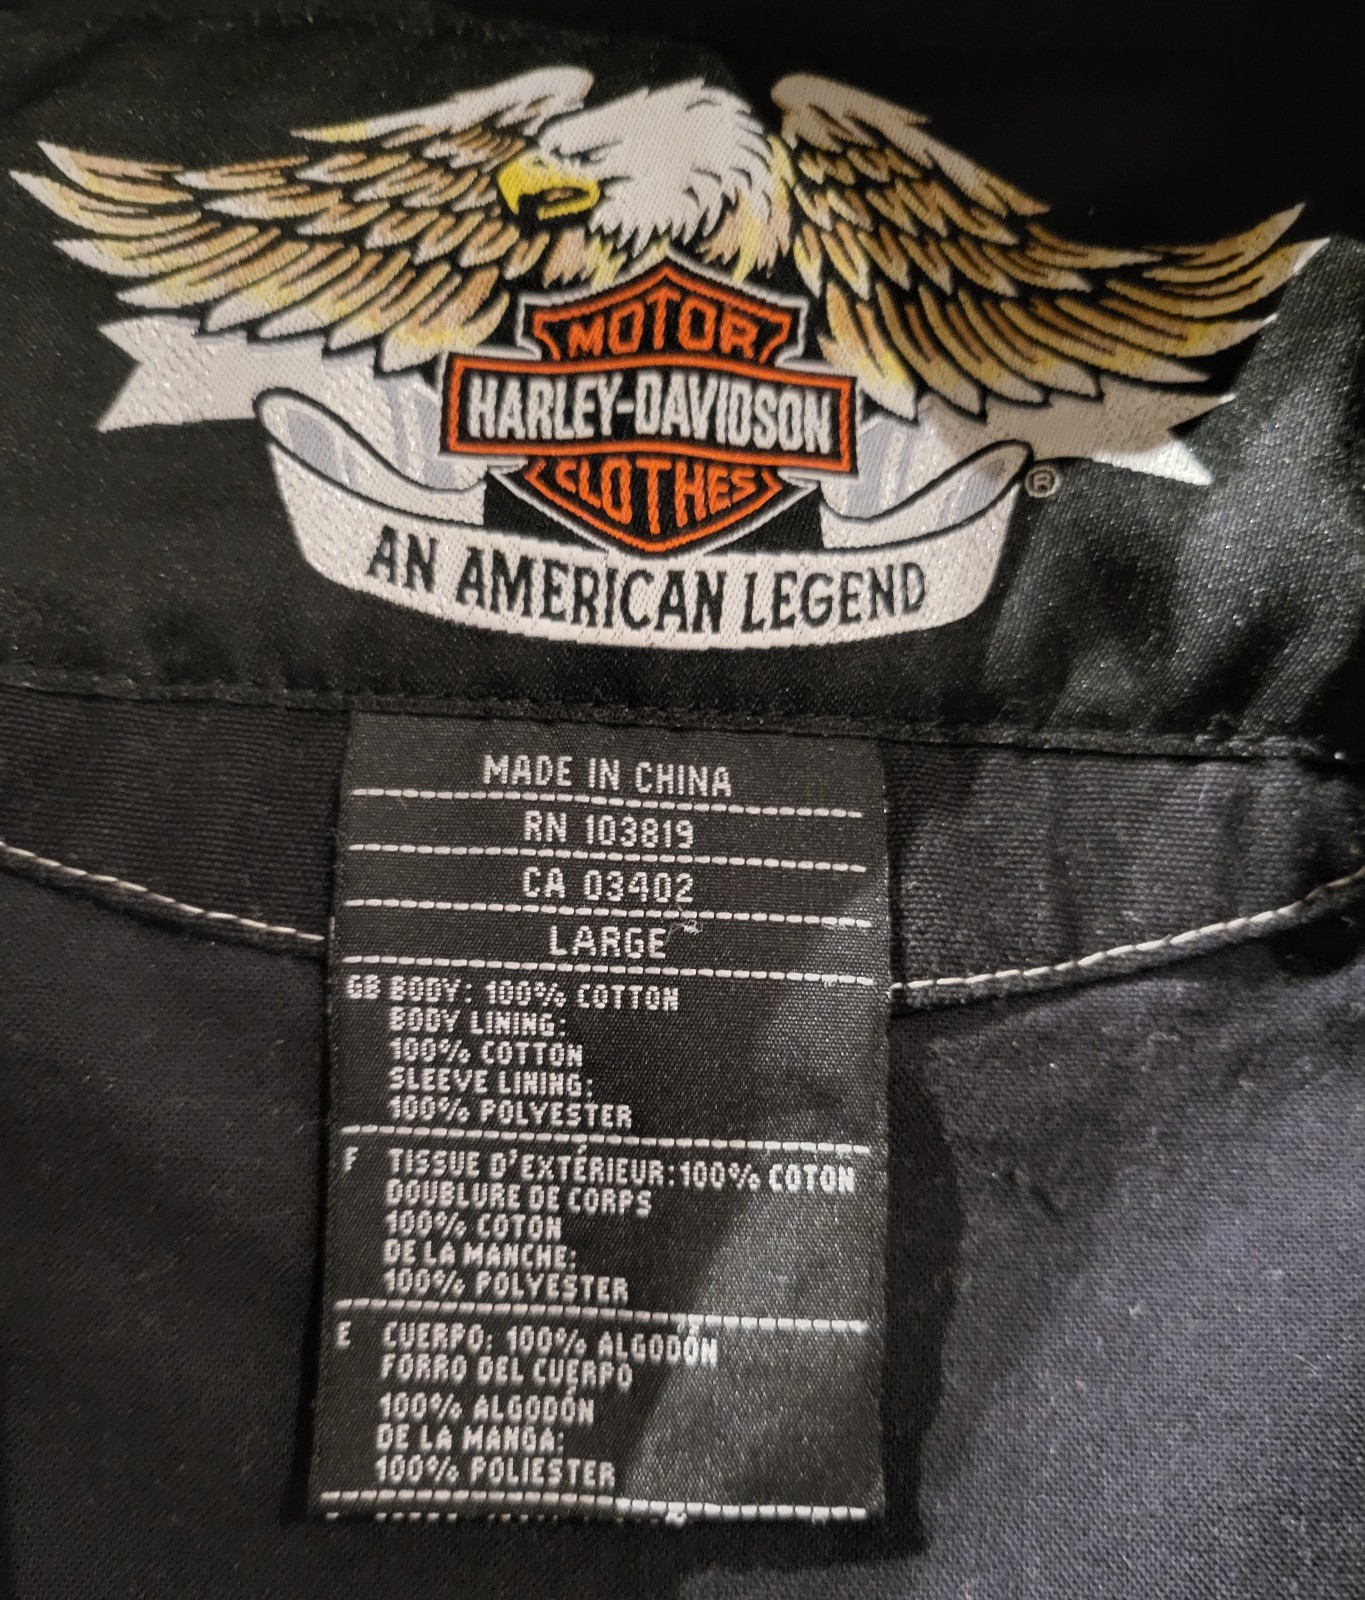 MOTOR
HARLEY-DAVIDSON
CLOTHES
®
AN AMERICAN LEGEND
MADE IN CHINA
RN 103819
CA 03402
LARGE
GB BODY: 100% COTTON
BODY LINING:
100% COTTON
SLEEVE LINING:
100% POLYESTER
F TISSUE D'EXTÉRIEUR:100% COTON
DOUBLURE DE CORPS
100% COTON
DE LA MANCHE:
100% POLYESTER
E CUERPO: 100% ALGODÓN
FORRO DEL CUERPO
100% ALGODÓN
DE LA MANGA:
100% POLIESTER